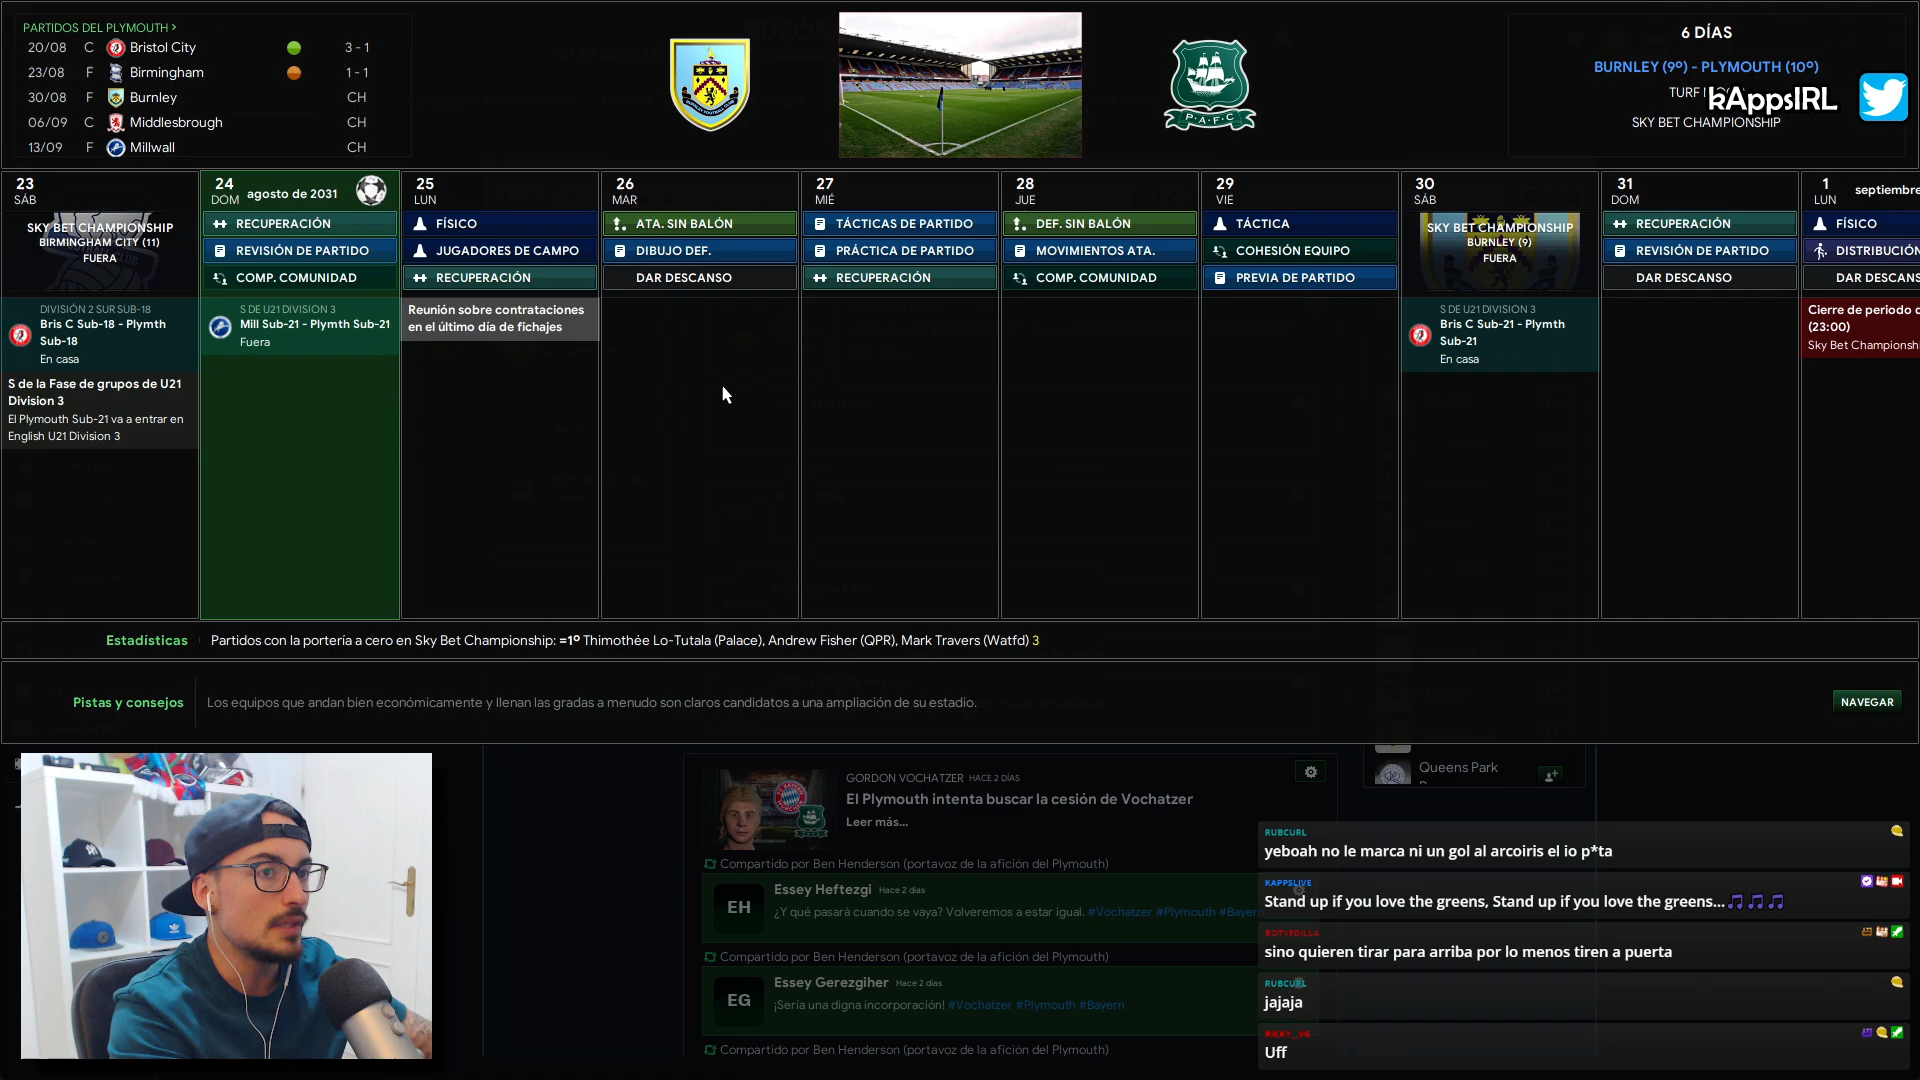 PARTIDOS DEL PLYMOUTH >
20/08 C Bristol City 3 - 1
23/08 F Birmingham 1 - 1
30/08 F Burnley CH
06/09 C Middlesbrough CH
13/09 F Millwall CH
P.A.F.C
6 DÍAS
BURNLEY (9º) - PLYMOUTH (10º)
TURF
kAppsIRL
SKY BET CHAMPIONSHIP
23
SÁB
SKY BET CHAMPIONSHIP
BIRMINGHAM CITY (11)
FUERA
DIVISIÓN 2 SUR SUB-18
Bris C Sub-18 - Plymth
Sub-18
En casa
S de la Fase de grupos de U21
Division 3
El Plymouth Sub-21 va a entrar en
English U21 Division 3
24
DOM agosto de 2031
RECUPERACIÓN
REVISIÓN DE PARTIDO
COMP. COMUNIDAD
S DE U21 DIVISION 3
Mill Sub-21 - Plymth Sub-21
Fuera
25
LUN
FÍSICO
JUGADORES DE CAMPO
RECUPERACIÓN
Reunión sobre contrataciones
en el último día de fichajes
26
MAR
ATA. SIN BALÓN
DIBUJO DEF.
DAR DESCANSO
27
MIÉ
TÁCTICAS DE PARTIDO
PRÁCTICA DE PARTIDO
RECUPERACIÓN
28
JUE
DEF. SIN BALÓN
MOVIMIENTOS ATA.
COMP. COMUNIDAD
29
VIE
TÁCTICA
COHESIÓN EQUIPO
PREVIA DE PARTIDO
30
SÁB
SKY BET CHAMPIONSHIP
BURNLEY (9)
FUERA
S DE U21 DIVISION 3
Bris C Sub-21 - Plymth
Sub-21
En casa
31
DOM
RECUPERACIÓN
REVISIÓN DE PARTIDO
DAR DESCANSO
1
LUN septiembre
FÍSICO
DISTRIBUCIÓN
DAR DESCANS
Cierre de periodo d
(23:00)
Sky Bet Championshi
Estadísticas Partidos con la portería a cero en Sky Bet Championship: =1º Thimothée Lo-Tutala (Palace), Andrew Fisher (QPR), Mark Travers (Watfd) 3
Pistas y consejos Los equipos que andan bien económicamente y llenan las gradas a menudo son claros candidatos a una ampliación de su estadio.
NAVEGAR
GORDON VOCHATZER HACE 2 DÍAS
El Plymouth intenta buscar la cesión de Vochatzer
Leer más...
Compartido por Ben Henderson (portavoz de la afición del Plymouth)
EH
Essey Heftezgi Hace 2 días
¿Y qué pasará cuando se vaya? Volveremos a estar igual. #Vochatzer #Plymouth #Bayern
Compartido por Ben Henderson (portavoz de la afición del Plymouth)
EG
Essey Gerezgiher Hace 2 días
¡Sería una digna incorporación! #Vochatzer #Plymouth #Bayern
Compartido por Ben Henderson (portavoz de la afición del Plymouth)
Queens Park
RUBCURL
yeboah no le marca ni un gol al arcoiris el io p*ta
KAPPSLIVE
Stand up if you love the greens, Stand up if you love the greens...🎵🎵🎵
BOTVEDILLA
sino quieren tirar para arriba por lo menos tiren a puerta
RUBCURL
jajaja
Uff